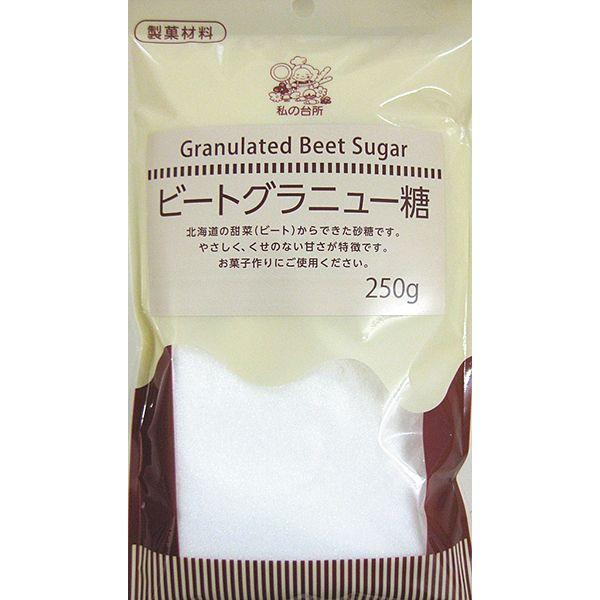 製菓材料
私の台所
Granulated Beet Sugar
ビートグラニュー糖
北海道の甜菜(ビート)からできた砂糖です。
やさしく、くせのない甘さが特徴です。
お菓子作りにご使用ください。
250g